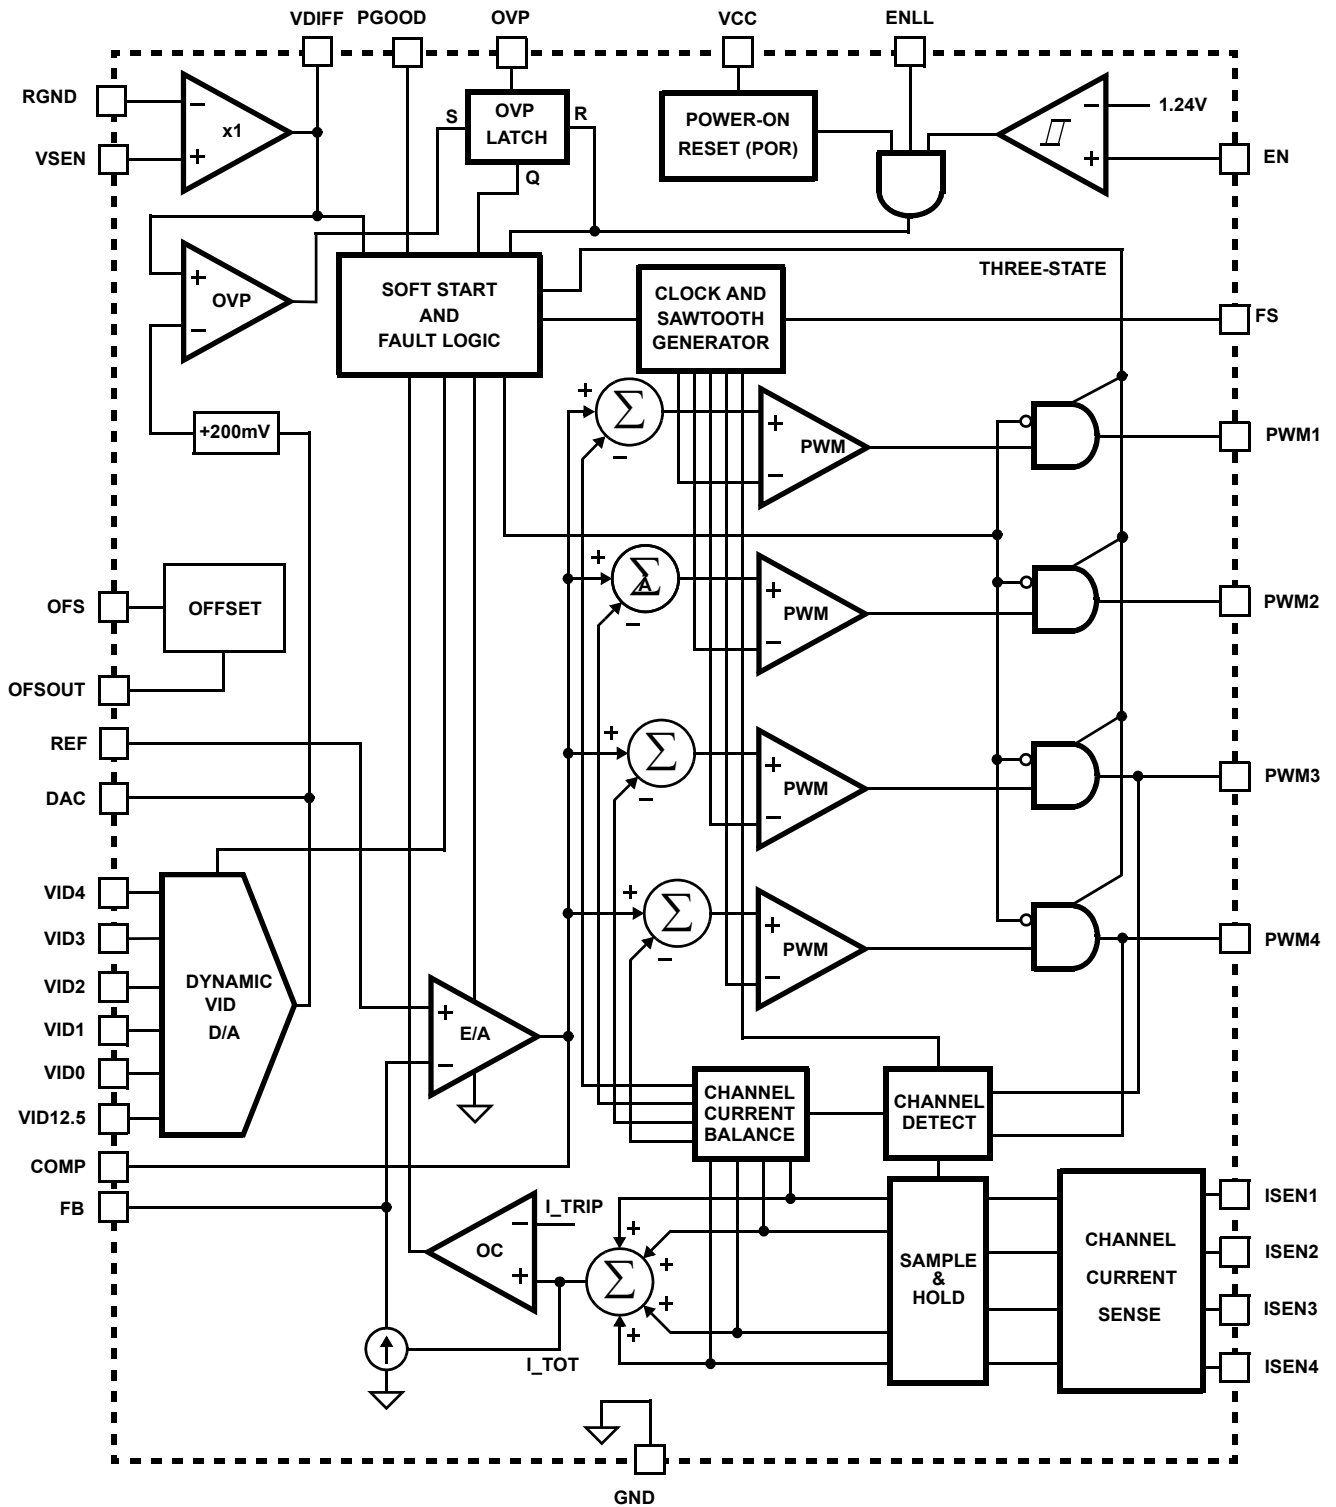 VDIFF PGOOD OVP VCC ENLL
RGND
VSEN
− + x1
OVP
LATCH
S
R
Q
POWER-ON
RESET (POR)
− 1.24V
+
EN
+
OVP
−
SOFT START
AND
FAULT LOGIC
THREE-STATE
CLOCK AND
SAWTOOTH
GENERATOR
FS
+200mV
+ Σ −
+ PWM −
PWM1
OFS
OFFSET
OFSOUT
+ Σ A −
+ PWM −
PWM2
REF
DAC
+ Σ −
+ PWM −
PWM3
VID4
VID3
VID2
VID1
VID0
VID12.5
DYNAMIC
VID
D/A
+ Σ −
+ PWM −
PWM4
+ E/A −
CHANNEL
CURRENT
BALANCE
CHANNEL
DETECT
COMP
FB
− I_TRIP
OC
+
I_TOT
+
+
Σ
+
+
SAMPLE
&
HOLD
CHANNEL
CURRENT
SENSE
ISEN1
ISEN2
ISEN3
ISEN4
GND